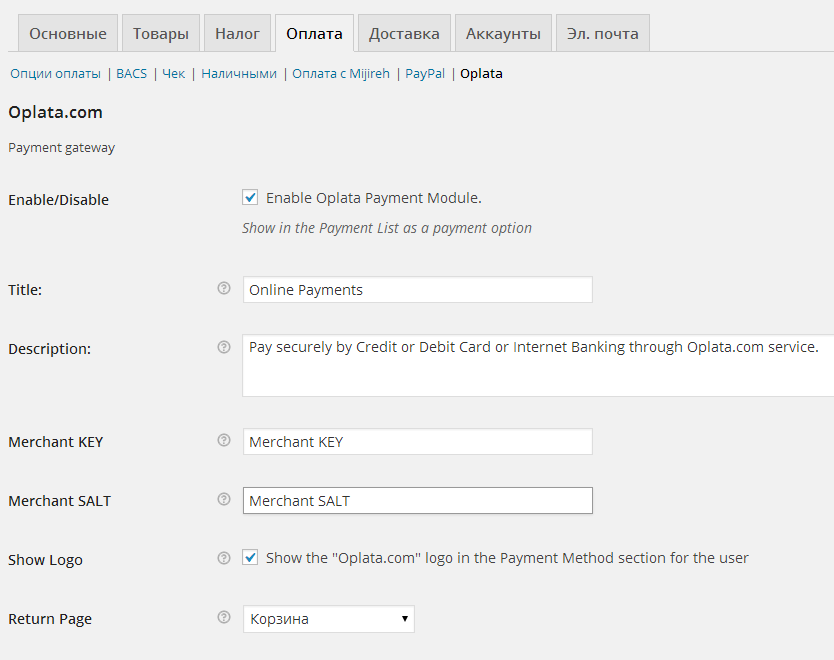 Основные Товары Налог Оплата Доставка Аккаунты Эл. почта
Опции оплаты | BACS | Чек | Наличными | Оплата с Mijireh | PayPal | Oplata
Oplata.com
Payment gateway
Enable/Disable Enable Oplata Payment Module.
Show in the Payment List as a payment option
Title: Online Payments
Description: Pay securely by Credit or Debit Card or Internet Banking through Oplata.com service.
Merchant KEY Merchant KEY
Merchant SALT Merchant SALT
Show Logo Show the "Oplata.com" logo in the Payment Method section for the user
Return Page Корзина